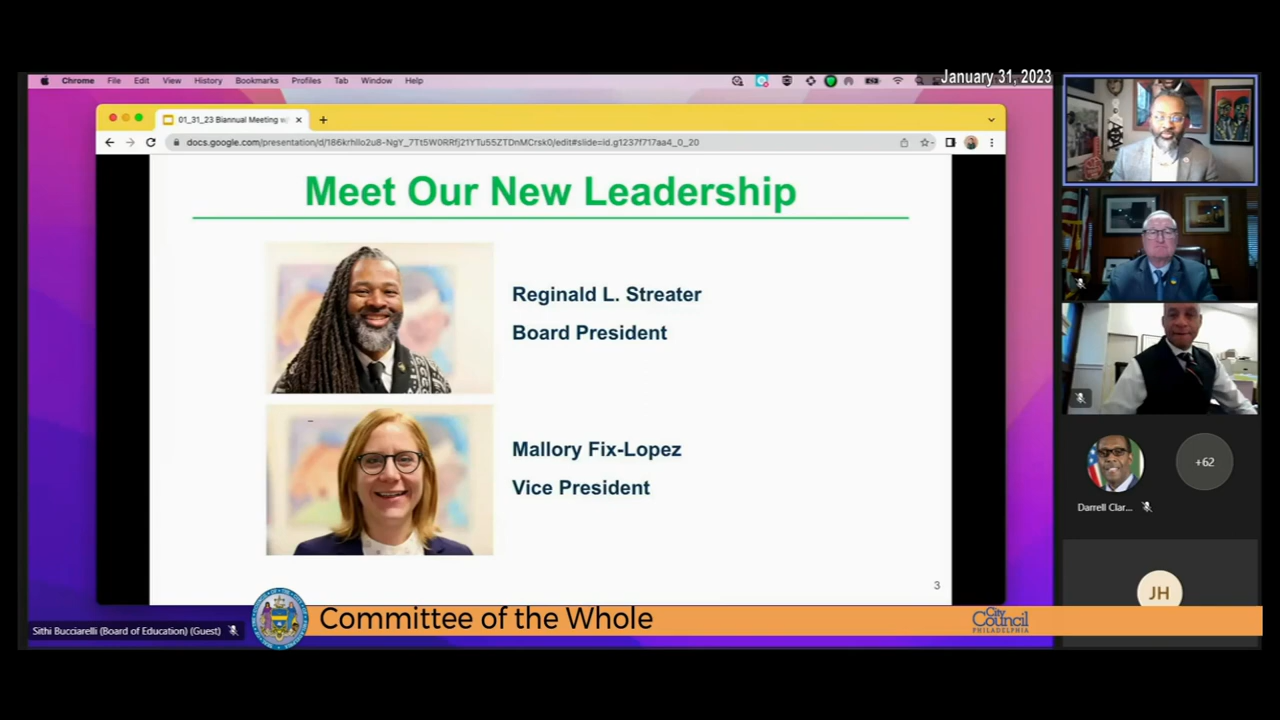 January 31, 2023
Chrome File Edit View History Bookmarks Profiles Tab Window Help
01_31_23 Biannual Meeting w/
docs.google.com/presentation/d/186krhllo2u8-NgY_7Tt5W0RRfj21YTu55ZTDnMCrsk0/edit#slide=id.g1237f717aa4_0_20
Meet Our New Leadership
Reginald L. Streater
Board President
Mallory Fix-Lopez
Vice President
3
+62
Darrell Clar...
JH
Committee of the Whole
City
Council
PHILADELPHIA
Sithi Bucciarelli (Board of Education) (Guest)